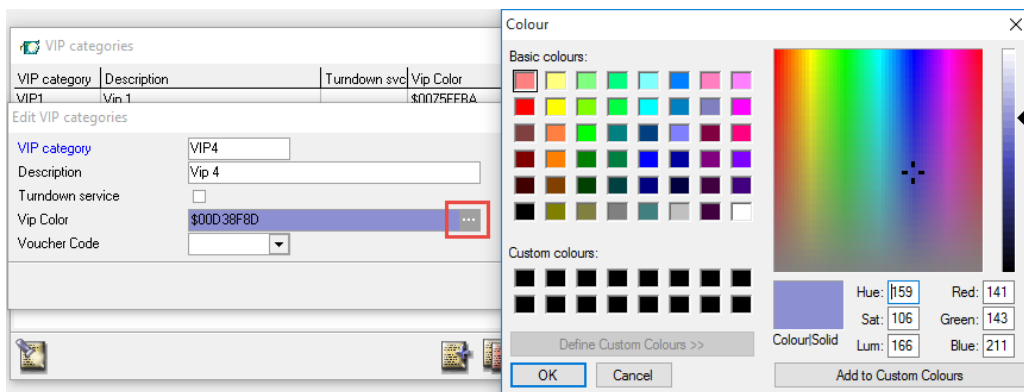 VIP categories
VIP category Description Turndown svc Vip Color
VIP1 Vip 1 $0075FFBA
Edit VIP categories
VIP category VIP4
Description Vip 4
Turndown service
Vip Color $00D38F8D ...
Voucher Code
Colour
Basic colours:
Custom colours:
Define Custom Colours >>
OK Cancel
Colour|Solid
Hue: 159 Red: 141
Sat: 106 Green: 143
Lum: 166 Blue: 211
Add to Custom Colours